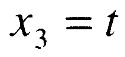 x₃ = t